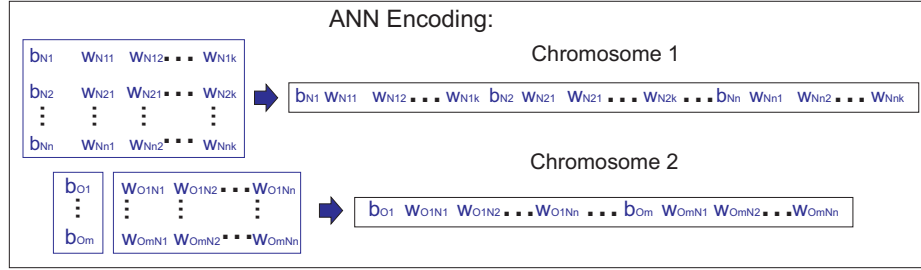 ANN Encoding:
Chromosome 1
bN1 wN11 wN12 ... wN1k
bN2 wN21 wN21 ... wN2k
⋮ ⋮ ⋮ ⋮
bNn wNn1 wNn2 ... wNnk
bN1 wN11 wN12 ... wN1k bN2 wN21 wN21 ... wN2k ... bNn wNn1 wNn2 ... wNnk
Chromosome 2
bO1 wO1N1 wO1N2 ... wO1Nn
⋮ ⋮ ⋮ ⋮
bOm wOmN1 wOmN2 ... wOmNn
bO1 wO1N1 wO1N2 ... wO1Nn ... bOm wOmN1 wOmN2 ... wOmNn